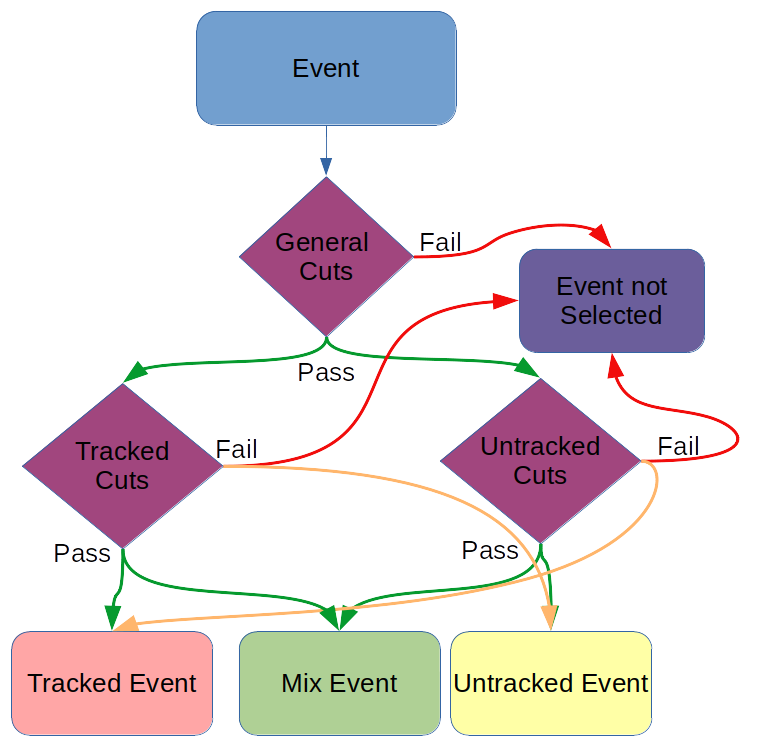 Event
General
Cuts
Fail
Event not
Selected
Pass
Tracked
Cuts
Fail
Untracked
Cuts
Fail
Pass
Pass
Tracked Event
Mix Event
Untracked Event